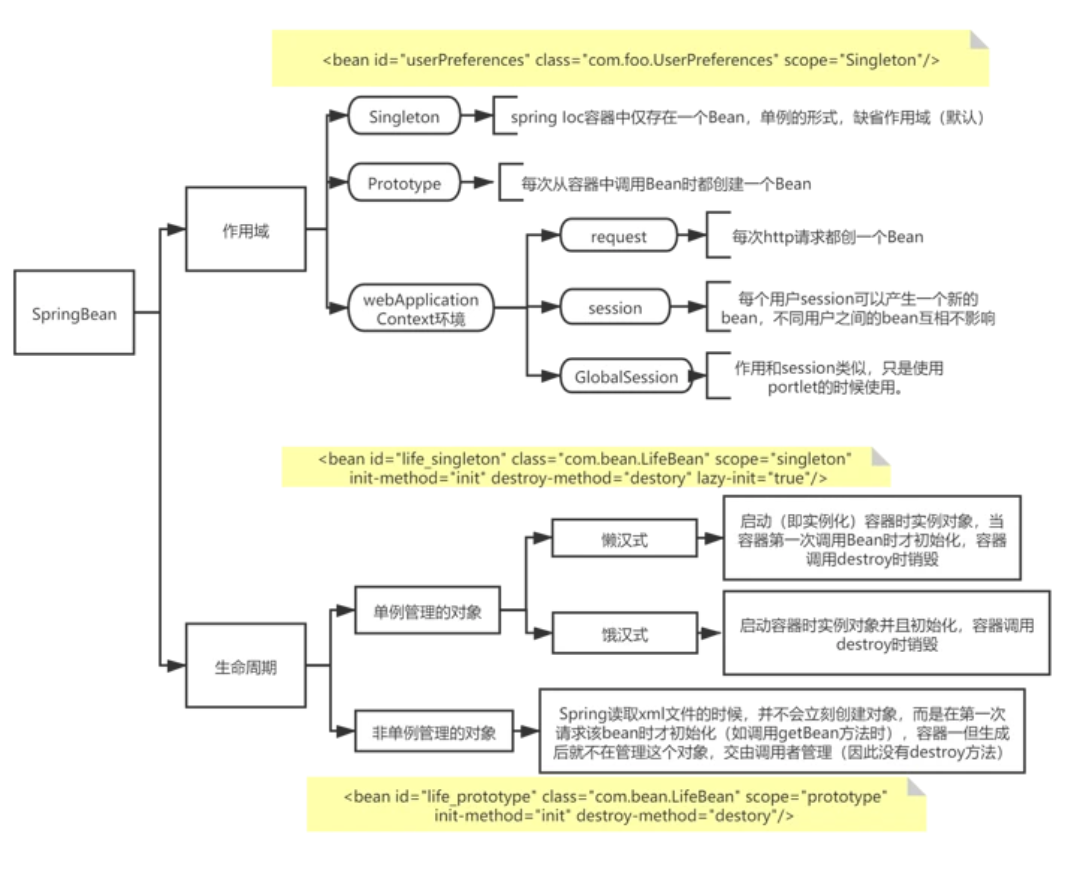 <bean id="userPreferences" class="com.foo.UserPreferences" scope="Singleton"/>
Singleton
spring Ioc容器中仅存在一个Bean，单例的形式，缺省作用域（默认）
Prototype
每次从容器中调用Bean时都创建一个Bean
作用域
request
每次http请求都创一个Bean
SpringBean
webApplication
Context环境
session
每个用户session可以产生一个新的
bean，不同用户之间的bean互相不影响
GlobalSession
作用和session类似，只是使用
portlet的时候使用。
<bean id="life_singleton" class="com.bean.LifeBean" scope="singleton"
init-method="init" destroy-method="destory" lazy-init="true"/>
懒汉式
启动（即实例化）容器时实例对象，当
容器第一次调用Bean时才初始化，容器
调用destroy时销毁
单例管理的对象
饿汉式
启动容器时实例对象并且初始化，容器调用
destroy时销毁
生命周期
非单例管理的对象
Spring读取xml文件的时候，并不会立刻创建对象，而是在第一次
请求该bean时才初始化（如调用getBean方法时），容器一但生成
后就不在管理这个对象，交由调用者管理（因此没有destroy方法）
<bean id="life_prototype" class="com.bean.LifeBean" scope="prototype"
init-method="init" destroy-method="destory"/>